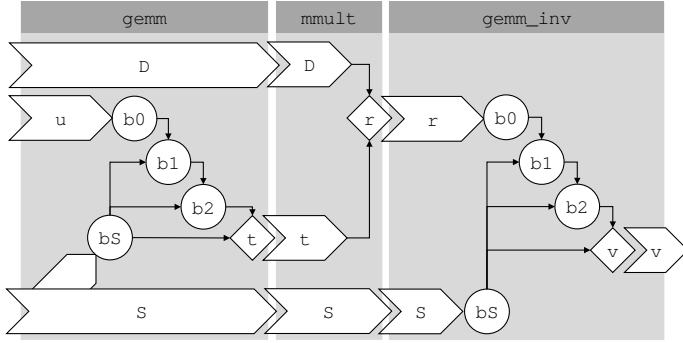 gemm mmult gemm_inv
D D
u b0 r r b0
b1 b1
b2 b2
bS t t v v
S S S bS